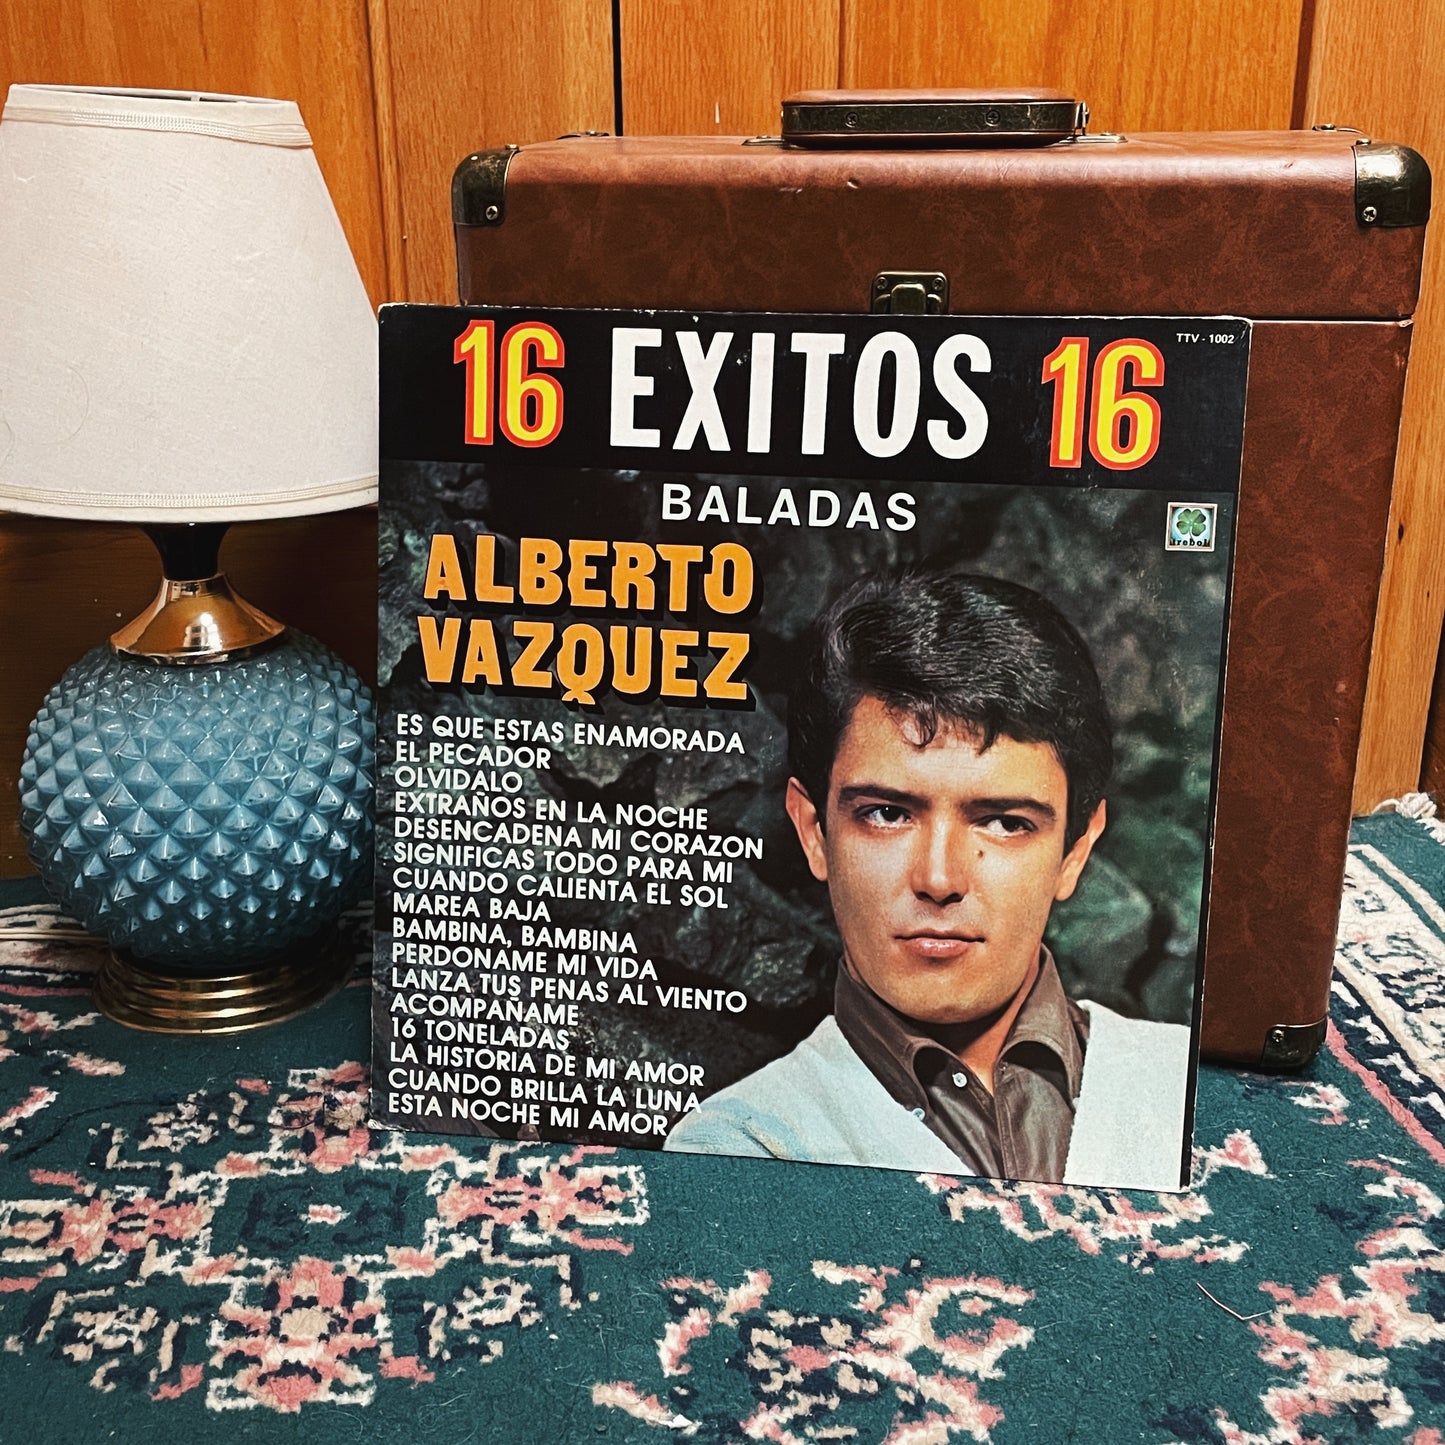 16 EXITOS 16
TTV - 1002
BALADAS
trebol
ALBERTO
VAZQUEZ
ES QUE ESTAS ENAMORADA
EL PECADOR
OLVIDALO
EXTRAÑOS EN LA NOCHE
DESENCADENA MI CORAZON
SIGNIFICAS TODO PARA MI
CUANDO CALIENTA EL SOL
MAREA BAJA
BAMBINA, BAMBINA
PERDONAME MI VIDA
LANZA TUS PENAS AL VIENTO
ACOMPAÑAME
16 TONELADAS
LA HISTORIA DE MI AMOR
CUANDO BRILLA LA LUNA
ESTA NOCHE MI AMOR